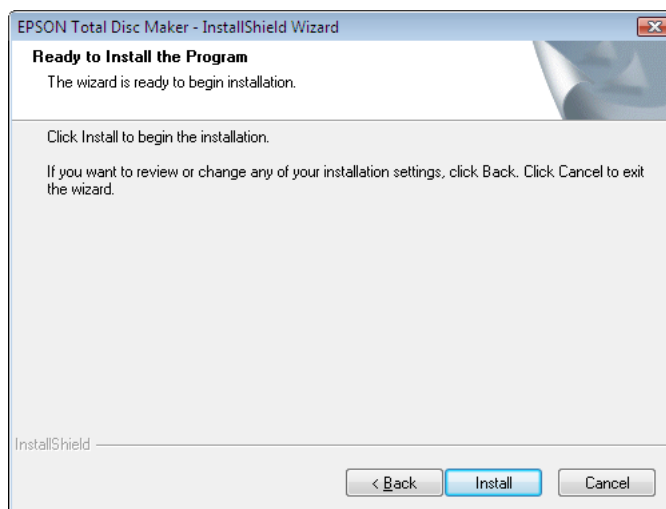 EPSON Total Disc Maker - InstallShield Wizard
Ready to Install the Program
The wizard is ready to begin installation.
Click Install to begin the installation.
If you want to review or change any of your installation settings, click Back. Click Cancel to exit
the wizard.
InstallShield
< Back Install Cancel